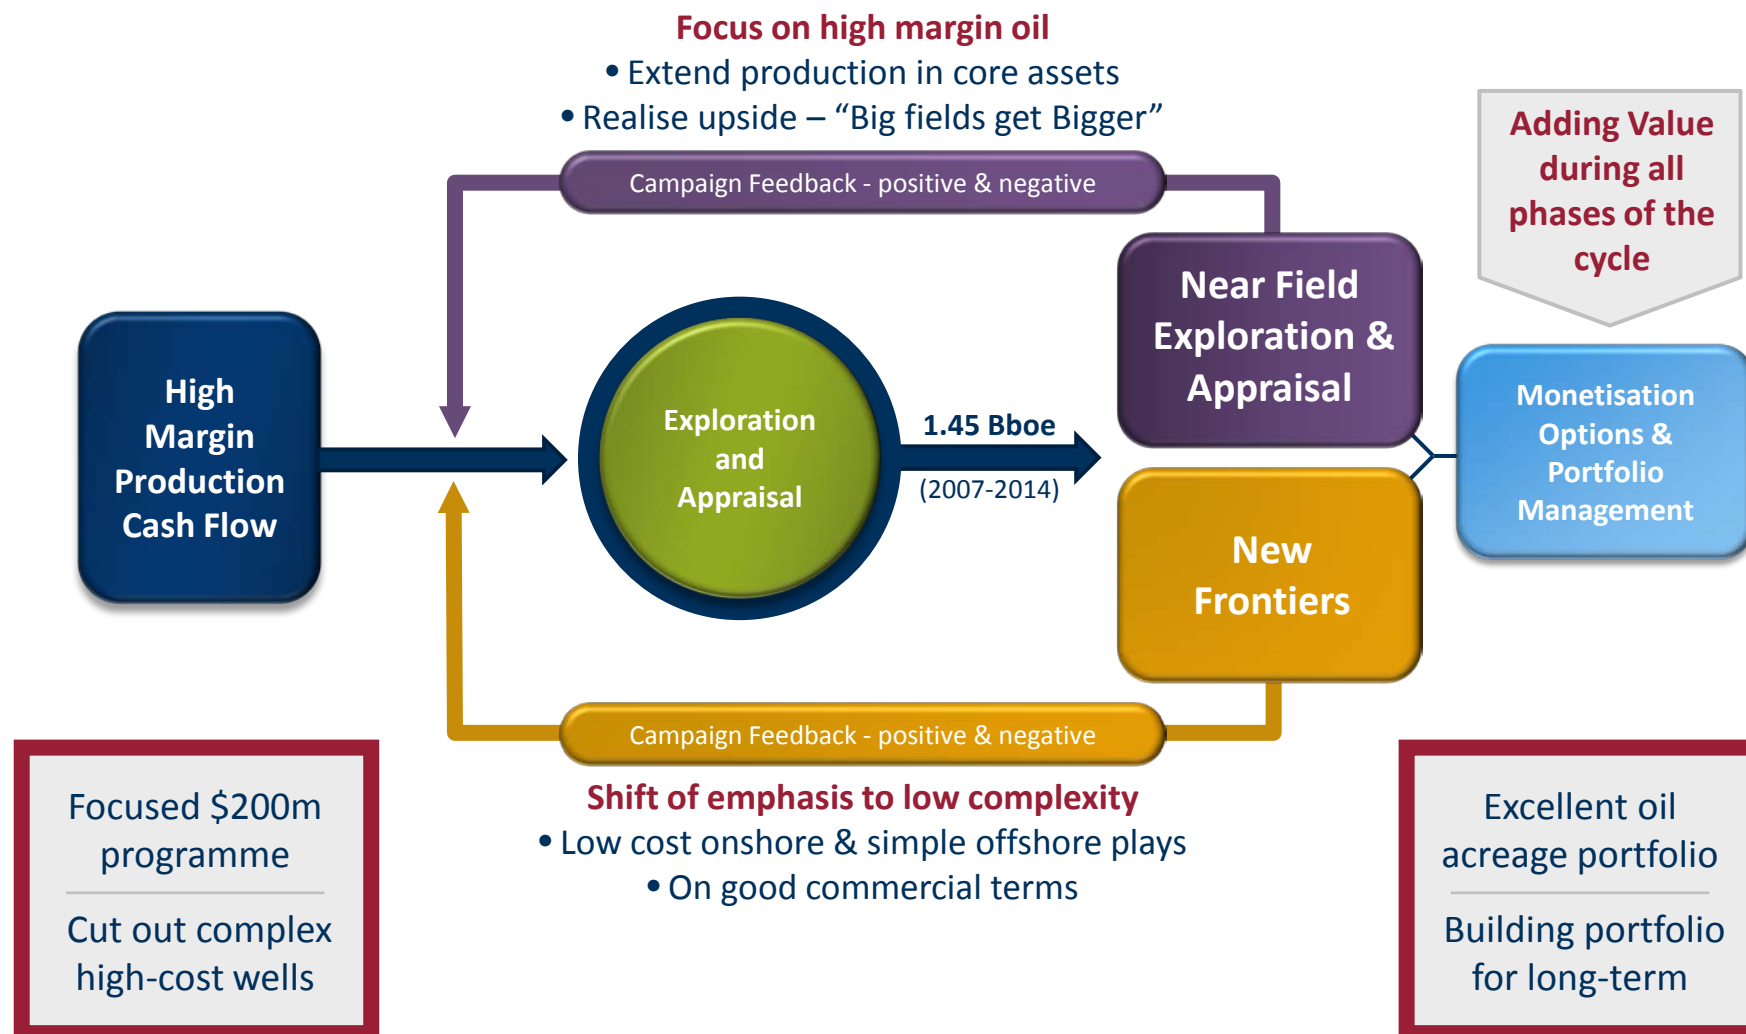 Focus on high margin oil
• Extend production in core assets
• Realise upside – “Big fields get Bigger”
Campaign Feedback - positive & negative
Adding Value
during all
phases of the
cycle
High
Margin
Production
Cash Flow
Exploration
and
Appraisal
1.45 Bboe
(2007-2014)
Near Field
Exploration &
Appraisal
New
Frontiers
Monetisation
Options &
Portfolio
Management
Campaign Feedback - positive & negative
Shift of emphasis to low complexity
• Low cost onshore & simple offshore plays
• On good commercial terms
Focused $200m
programme
Cut out complex
high-cost wells
Excellent oil
acreage portfolio
Building portfolio
for long-term